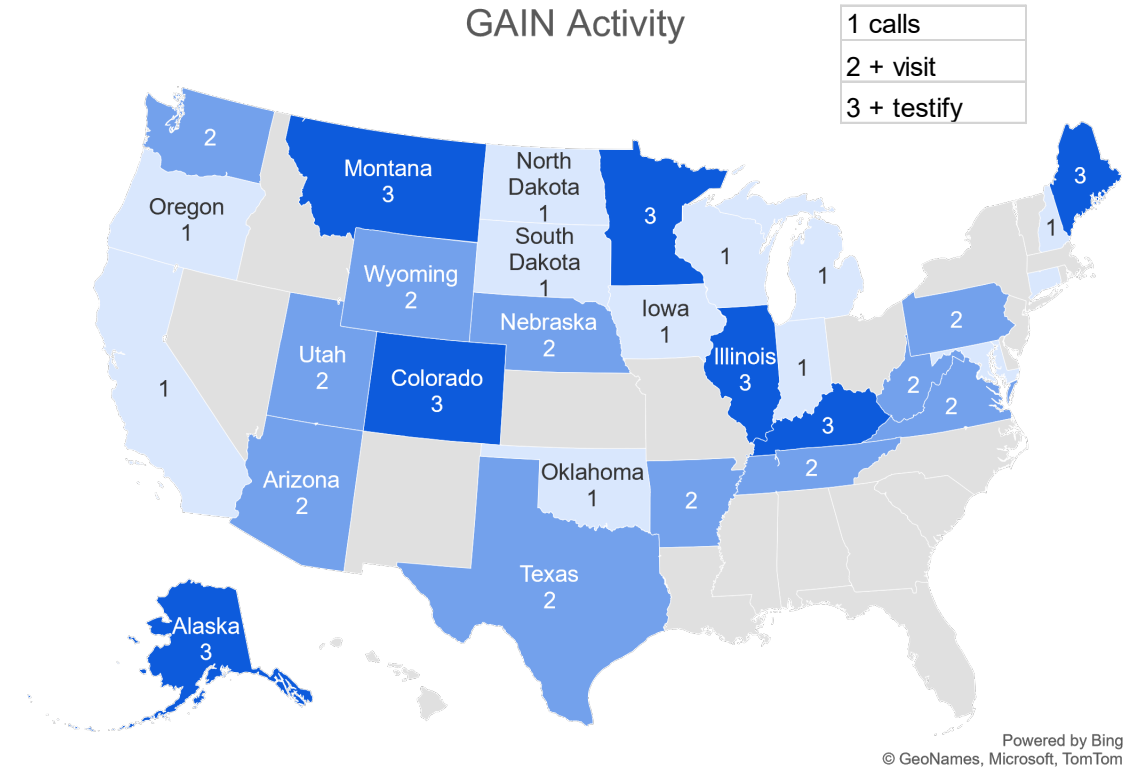 GAIN Activity
1 calls
2 + visit
3 + testify
2
Montana
3
North
Dakota
1
3
3
Oregon
1
South
Dakota
1
1
1
1
Wyoming
2
Nebraska
2
Iowa
1
2
Utah
2
Colorado
3
Illinois
3
1
2
2
1
3
Arizona
2
Oklahoma
1
2
2
Texas
2
Alaska
3
Powered by Bing
© GeoNames, Microsoft, TomTom